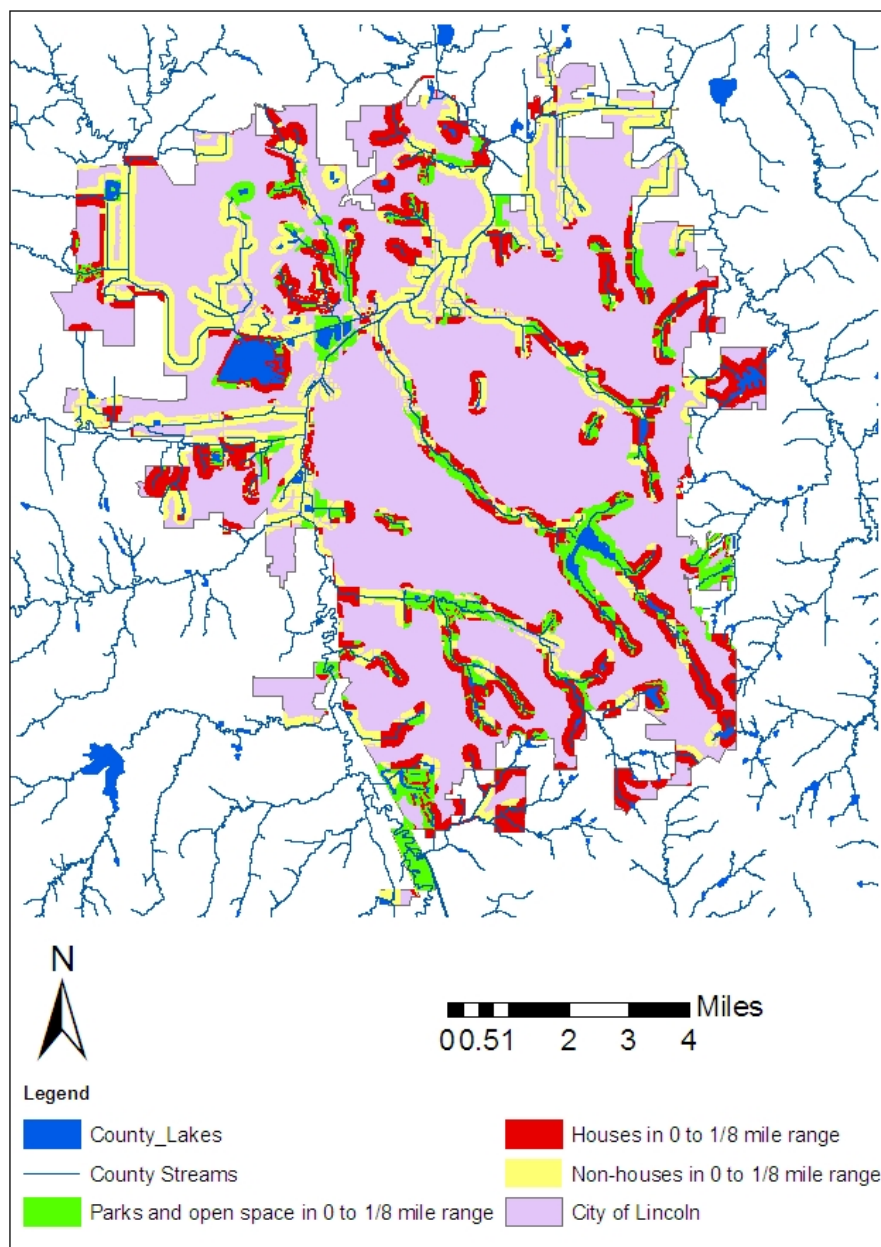 N
Miles
0 0.5 1 2 3 4
Legend
County_Lakes
County Streams
Parks and open space in 0 to 1/8 mile range
Houses in 0 to 1/8 mile range
Non-houses in 0 to 1/8 mile range
City of Lincoln